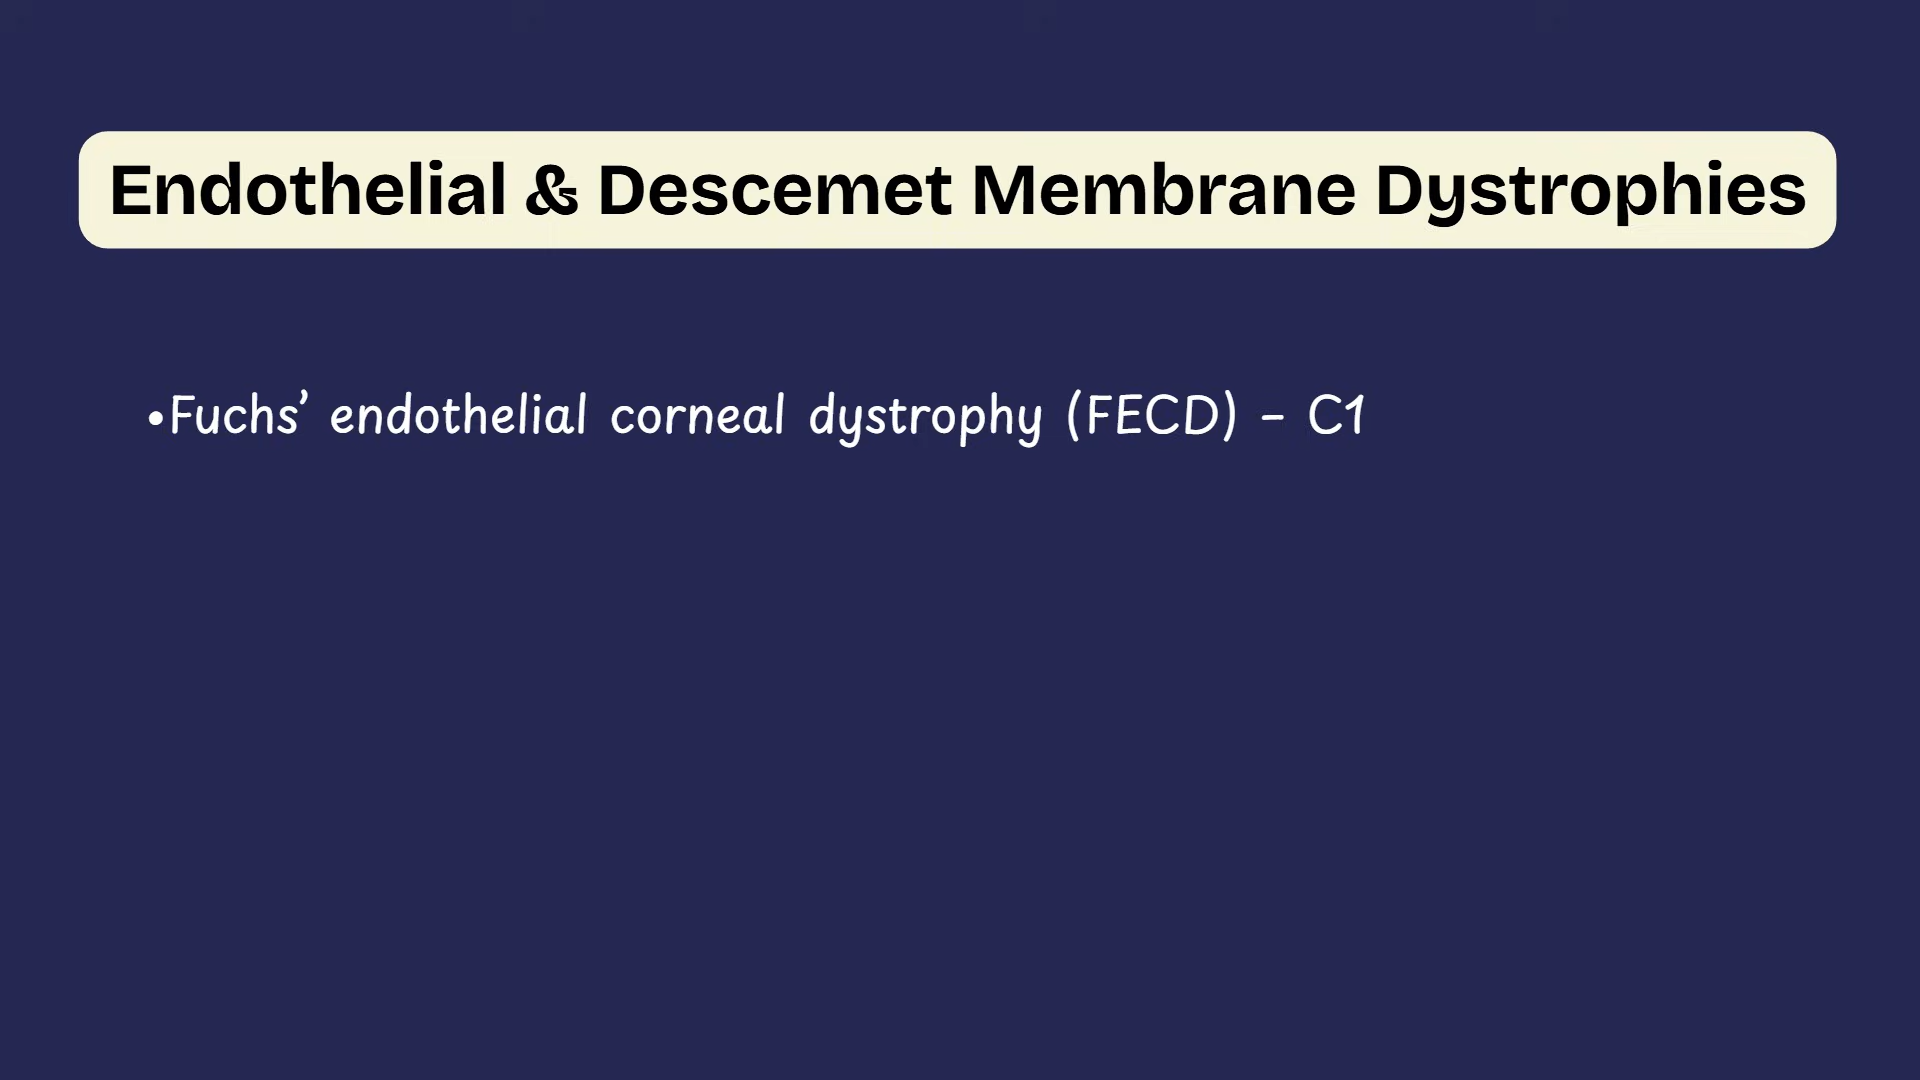 Endothelial & Descemet Membrane Dystrophies
•Fuchs’ endothelial corneal dystrophy (FECD) – C1